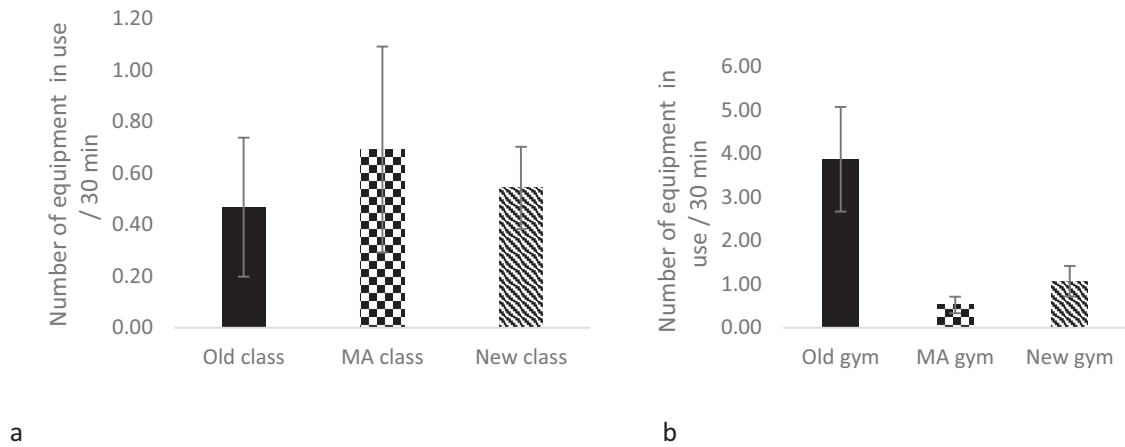 Number of equipment in use
/ 30 min
1.20
1.00
0.80
0.60
0.40
0.20
0.00
Old class
MA class
New class
a
Number of equipment in
use / 30 min
6.00
5.00
4.00
3.00
2.00
1.00
0.00
Old gym
MA gym
New gym
b